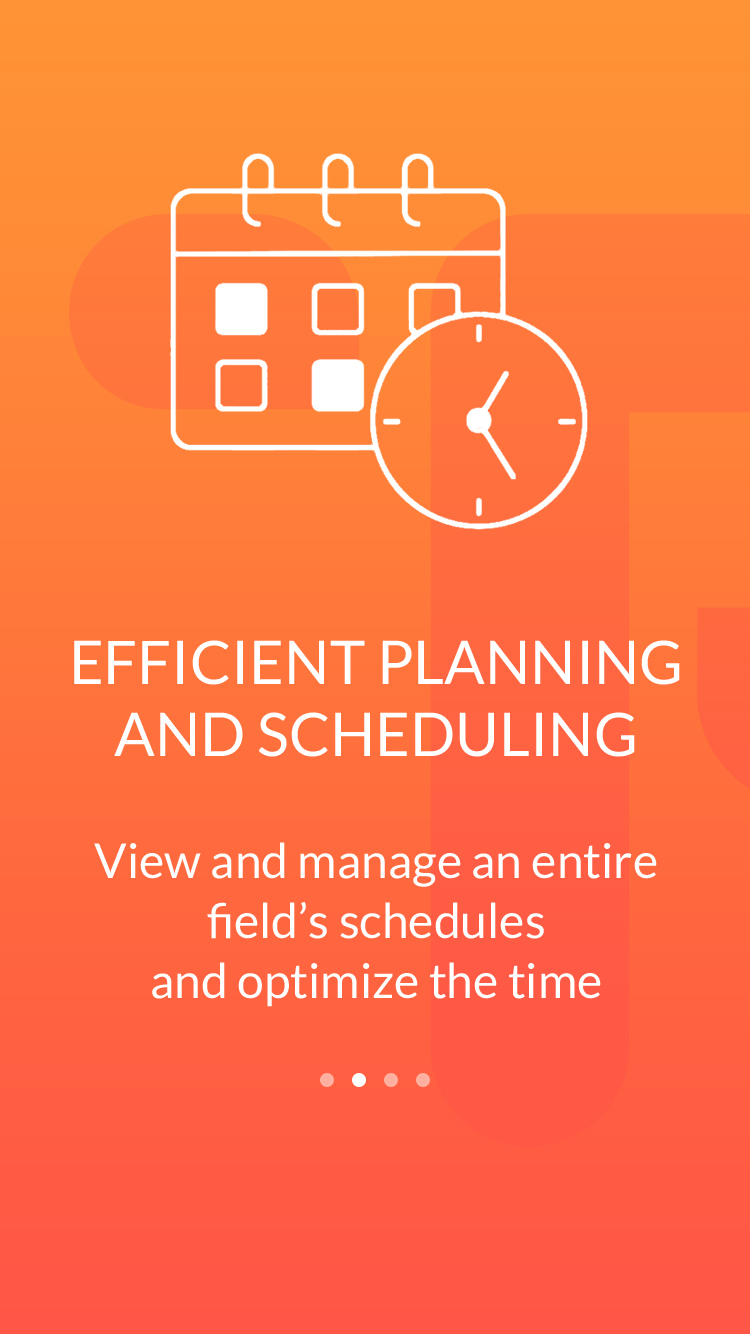 EFFICIENT PLANNING
AND SCHEDULING
View and manage an entire
field’s schedules
and optimize the time